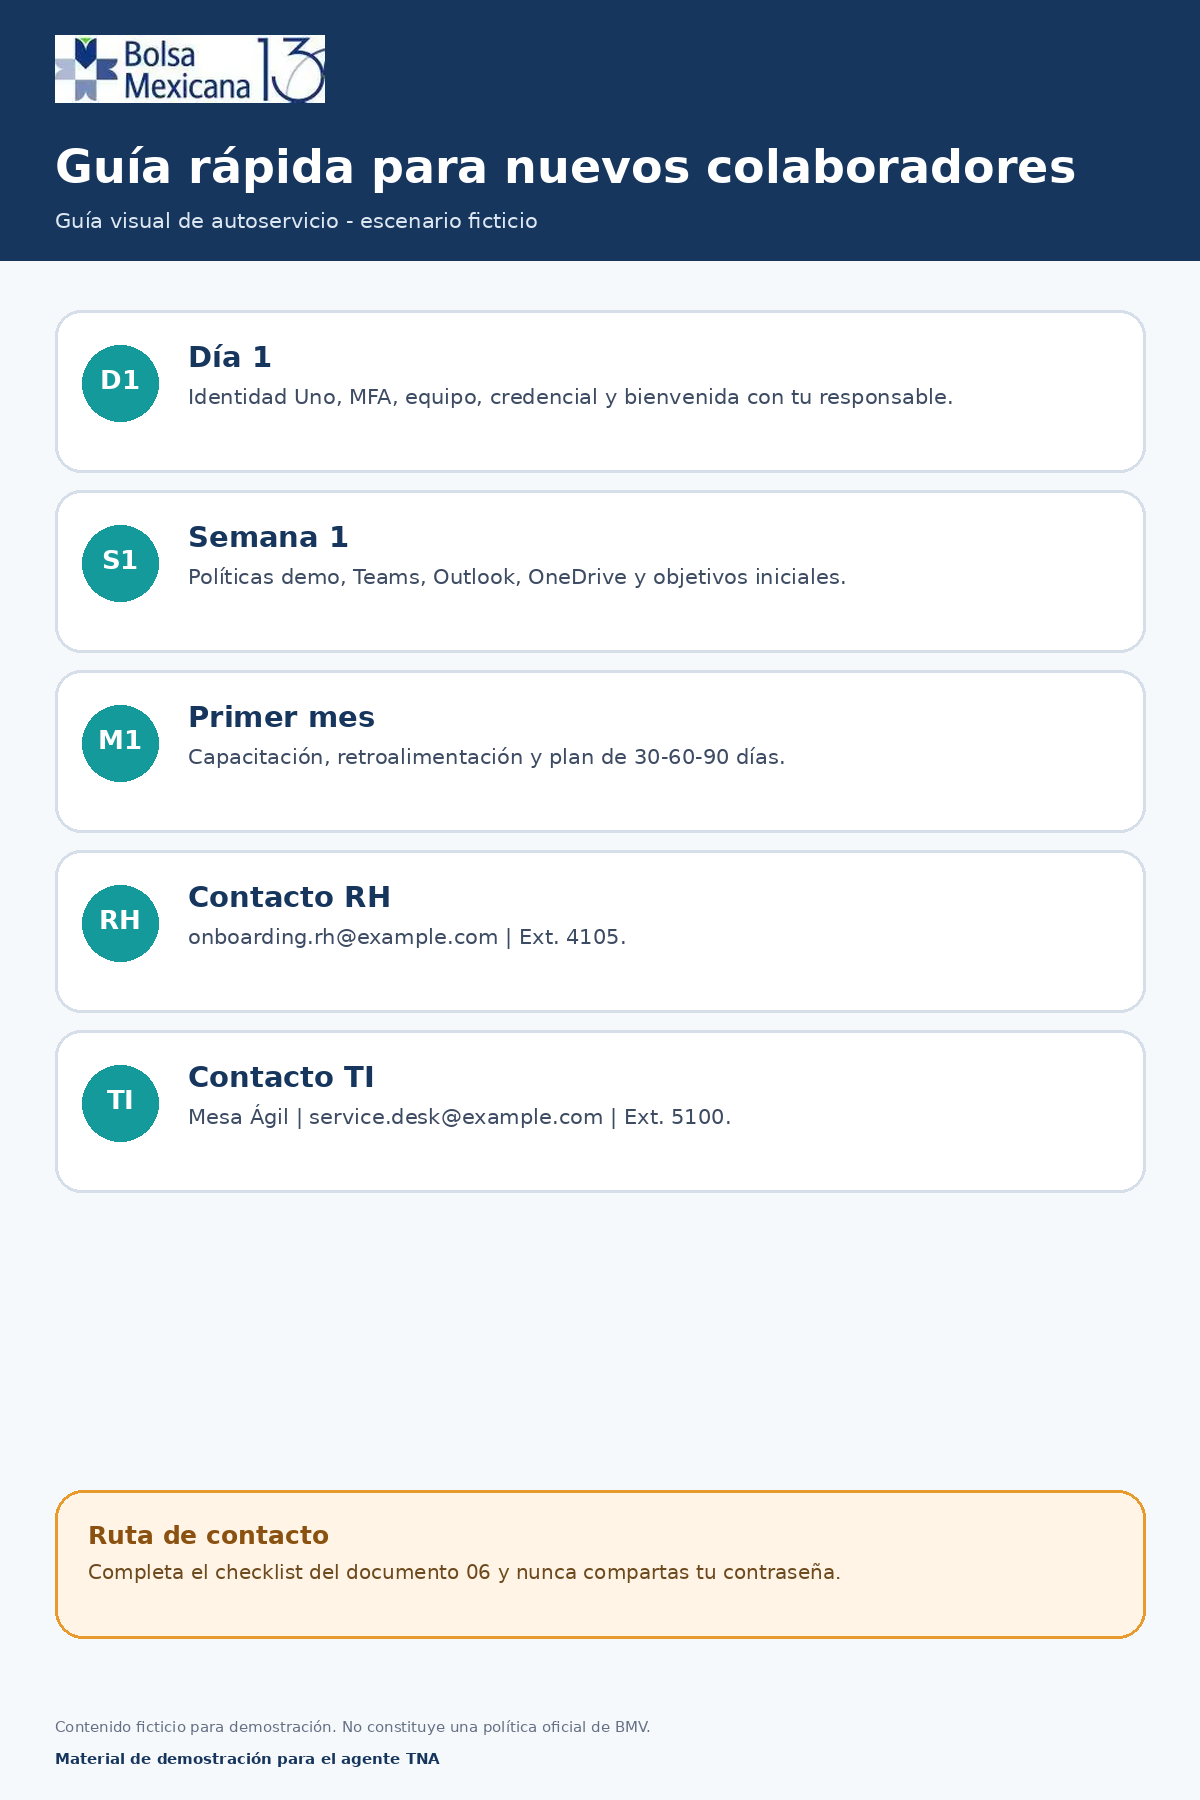 Bolsa
Mexicana 13
Guía rápida para nuevos colaboradores
Guía visual de autoservicio - escenario ficticio
D1
Día 1
Identidad Uno, MFA, equipo, credencial y bienvenida con tu responsable.
S1
Semana 1
Políticas demo, Teams, Outlook, OneDrive y objetivos iniciales.
M1
Primer mes
Capacitación, retroalimentación y plan de 30-60-90 días.
RH
Contacto RH
onboarding.rh@example.com | Ext. 4105.
TI
Contacto TI
Mesa Ágil | service.desk@example.com | Ext. 5100.
Ruta de contacto
Completa el checklist del documento 06 y nunca compartas tu contraseña.
Contenido ficticio para demostración. No constituye una política oficial de BMV.
Material de demostración para el agente TNA